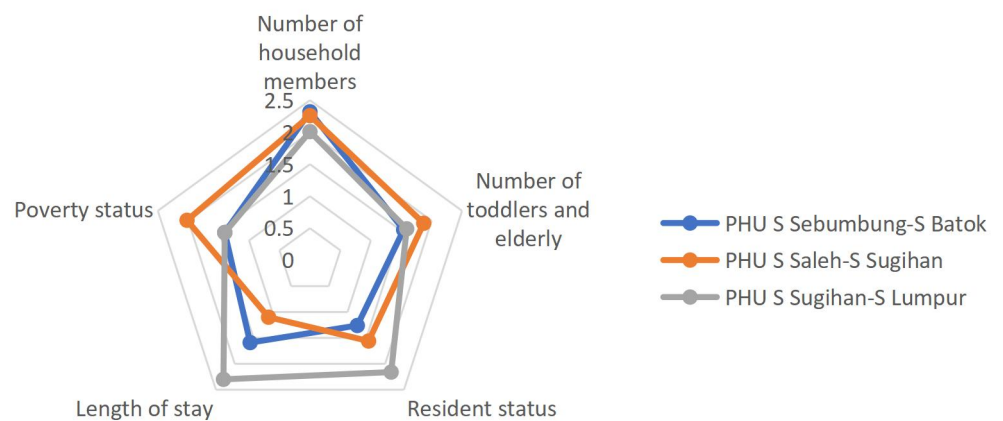 Number of
household
members
2.5
2
1.5
1
0.5
0
Number of
toddlers and
elderly
Poverty status
Length of stay
Resident status
PHU S Sebumbung-S Batok
PHU S Saleh-S Sugihan
PHU S Sugihan-S Lumpur